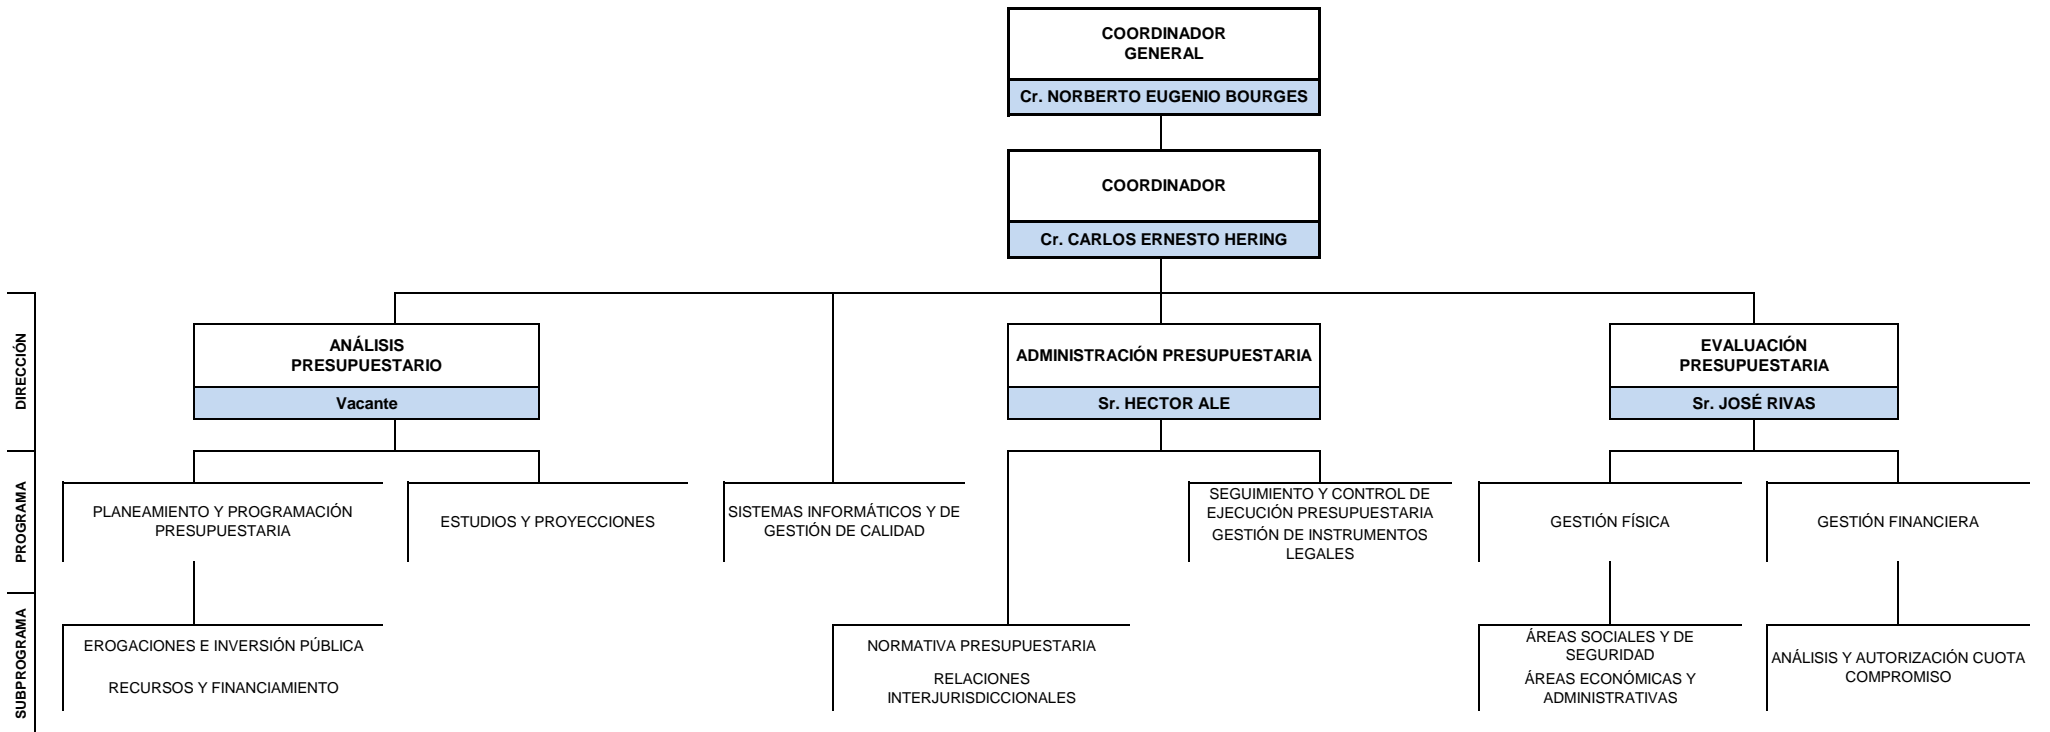 COORDINADOR
GENERAL
Cr. NORBERTO EUGENIO BOURGES
COORDINADOR
Cr. CARLOS ERNESTO HERING
DIRECCIÓN
ANÁLISIS
PRESUPUESTARIO
Vacante
ADMINISTRACIÓN PRESUPUESTARIA
Sr. HECTOR ALE
EVALUACIÓN
PRESUPUESTARIA
Sr. JOSÉ RIVAS
PROGRAMA
PLANEAMIENTO Y PROGRAMACIÓN
PRESUPUESTARIA
ESTUDIOS Y PROYECCIONES
SISTEMAS INFORMÁTICOS Y DE
GESTIÓN DE CALIDAD
SEGUIMIENTO Y CONTROL DE
EJECUCIÓN PRESUPUESTARIA
GESTIÓN DE INSTRUMENTOS
LEGALES
GESTIÓN FÍSICA
GESTIÓN FINANCIERA
SUBPROGRAMA
EROGACIONES E INVERSIÓN PÚBLICA
RECURSOS Y FINANCIAMIENTO
NORMATIVA PRESUPUESTARIA
RELACIONES
INTERJURISDICCIONALES
ÁREAS SOCIALES Y DE
SEGURIDAD
ÁREAS ECONÓMICAS Y
ADMINISTRATIVAS
ANÁLISIS Y AUTORIZACIÓN CUOTA
COMPROMISO